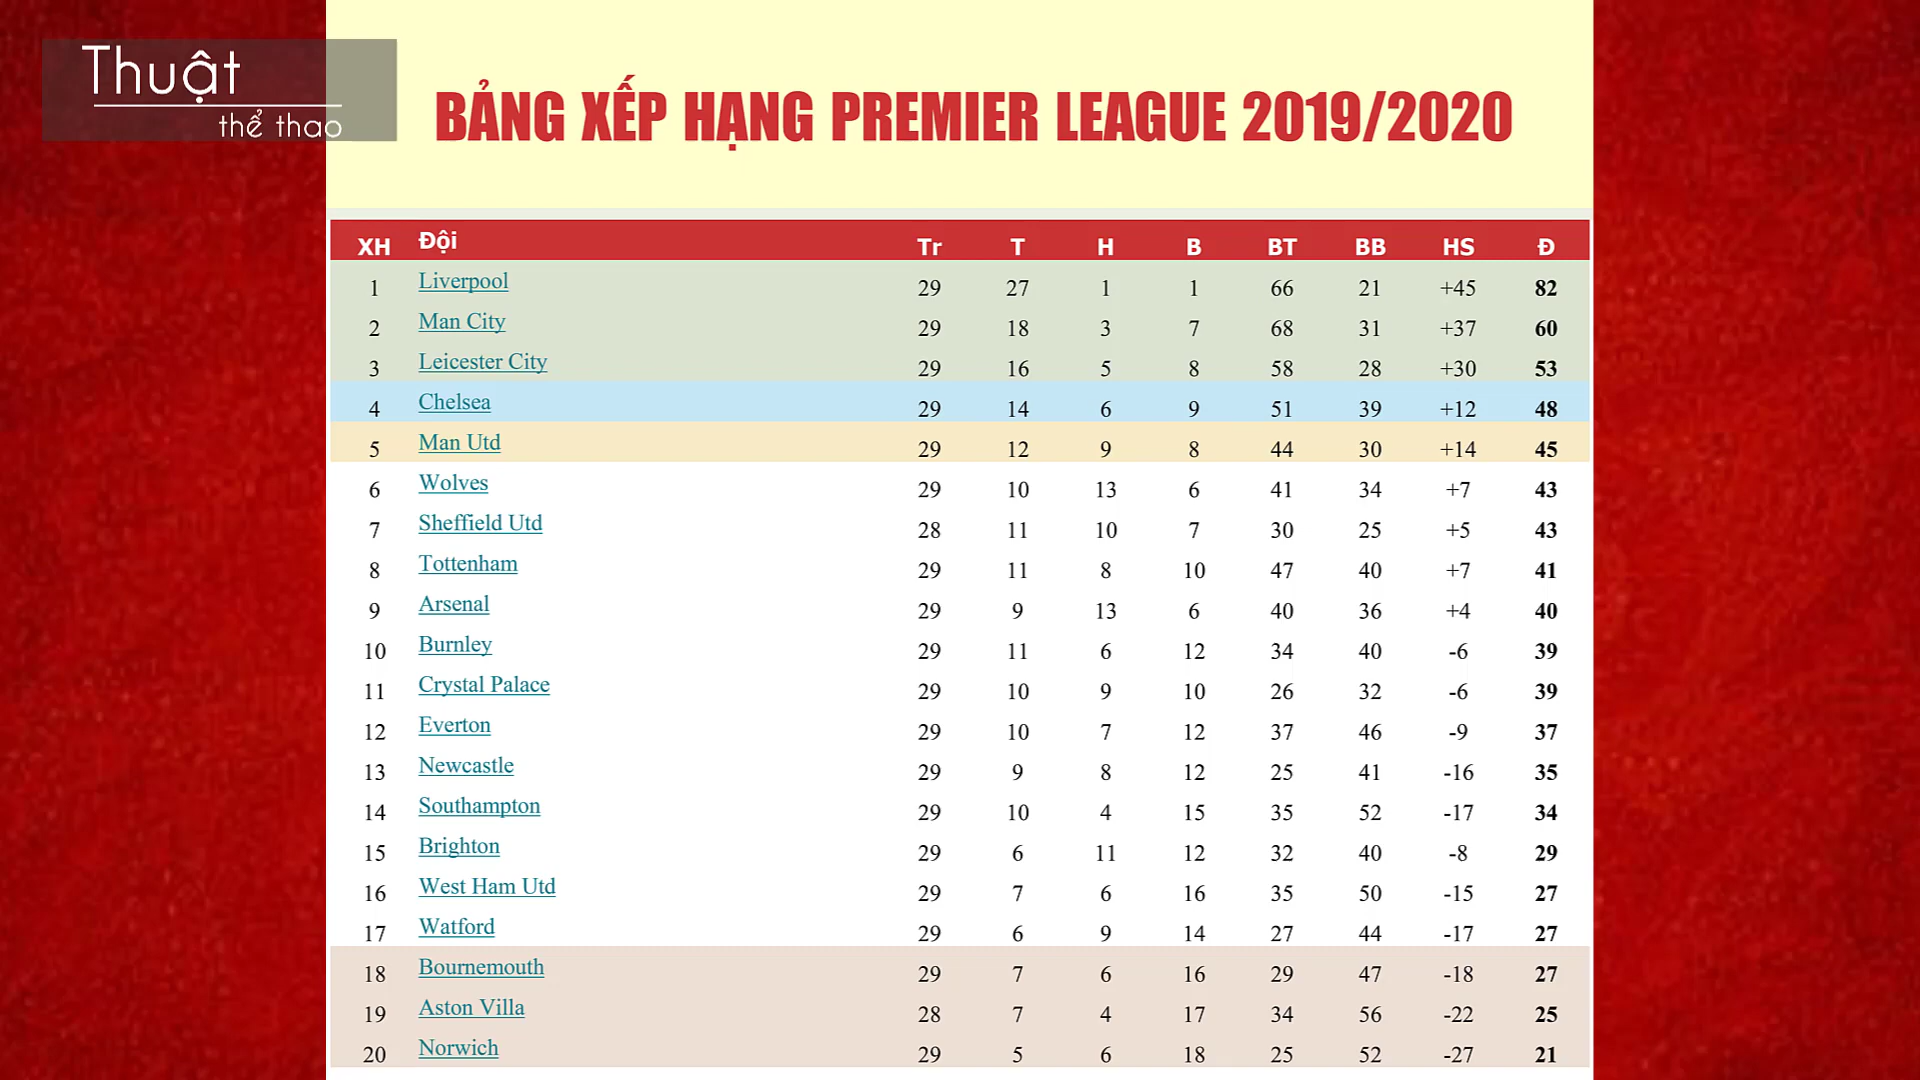 Thuật
thể thao
BẢNG XẾP HẠNG PREMIER LEAGUE 2019/2020
XH Đội Tr T H B BT BB HS Đ
1 Liverpool 29 27 1 1 66 21 +45 82
2 Man City 29 18 3 7 68 31 +37 60
3 Leicester City 29 16 5 8 58 28 +30 53
4 Chelsea 29 14 6 9 51 39 +12 48
5 Man Utd 29 12 9 8 44 30 +14 45
6 Wolves 29 10 13 6 41 34 +7 43
7 Sheffield Utd 28 11 10 7 30 25 +5 43
8 Tottenham 29 11 8 10 47 40 +7 41
9 Arsenal 29 9 13 6 40 36 +4 40
10 Burnley 29 11 6 12 34 40 -6 39
11 Crystal Palace 29 10 9 10 26 32 -6 39
12 Everton 29 10 7 12 37 46 -9 37
13 Newcastle 29 9 8 12 25 41 -16 35
14 Southampton 29 10 4 15 35 52 -17 34
15 Brighton 29 6 11 12 32 40 -8 29
16 West Ham Utd 29 7 6 16 35 50 -15 27
17 Watford 29 6 9 14 27 44 -17 27
18 Bournemouth 29 7 6 16 29 47 -18 27
19 Aston Villa 28 7 4 17 34 56 -22 25
20 Norwich 29 5 6 18 25 52 -27 21